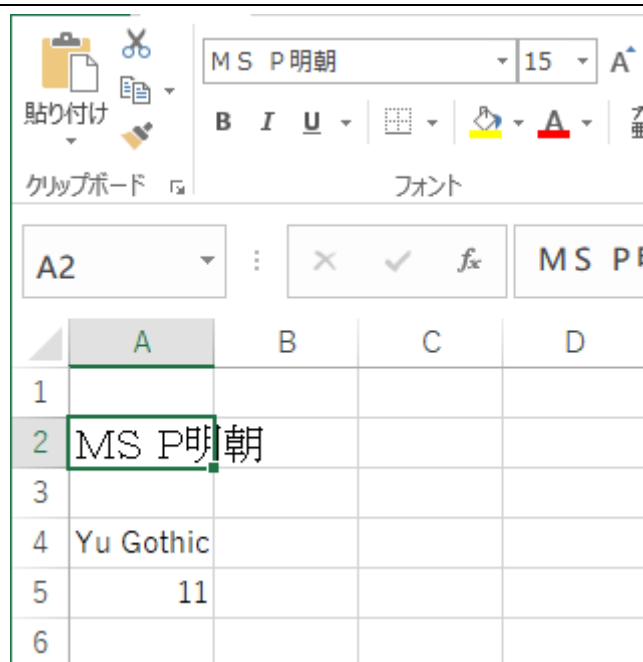 MS P明朝 15
貼り付け B I U A
クリップボード フォント
A2 fx MS P
A B C D
1
2 MS P明朝
3
4 Yu Gothic
5 11
6